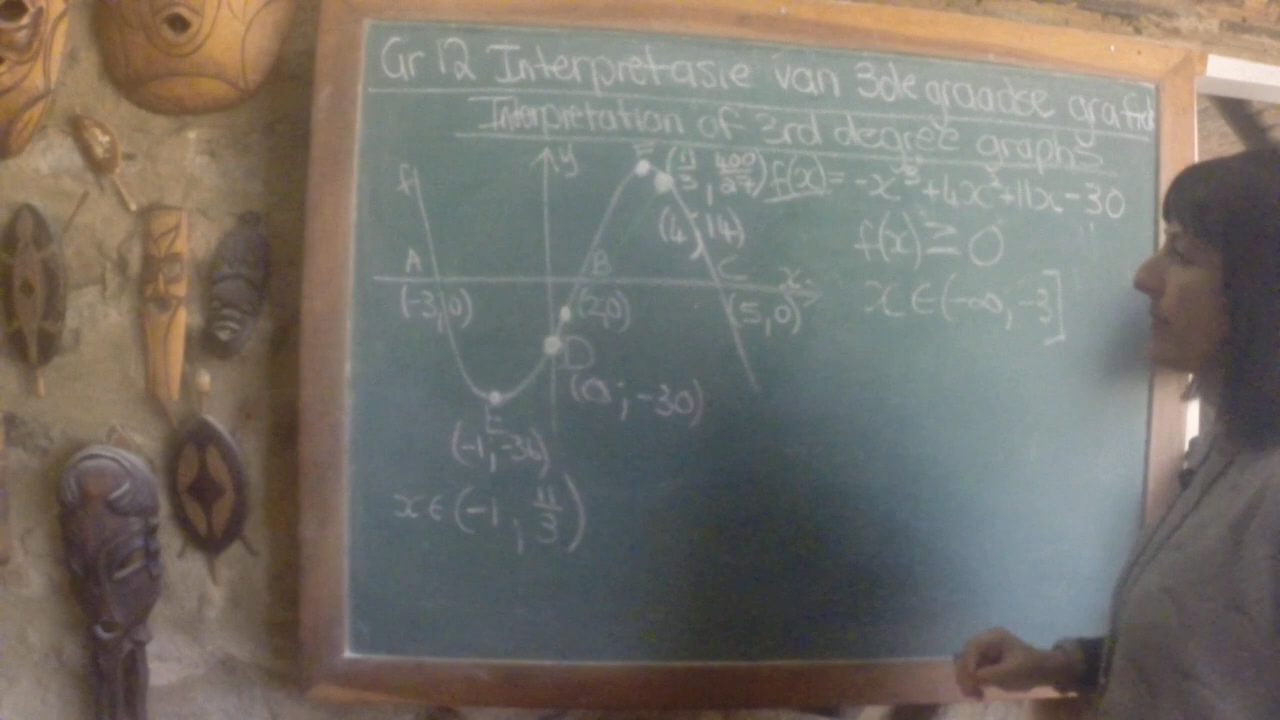 Gr 12 Interpretasie van 3de graadse grafiek
Interpretation of 3rd degree graphs
f
y
F
(11/3, 400/27)
f(x) = -x³+4x²+11x-30
(4, 14)
f(x) ≥ 0
A
B
C
x
(-3,0)
(2,0)
(5,0)
x ∈ (-∞; -3]
D
(0; -30)
E
(-1,-36)
x ∈ (-1, 11/3)